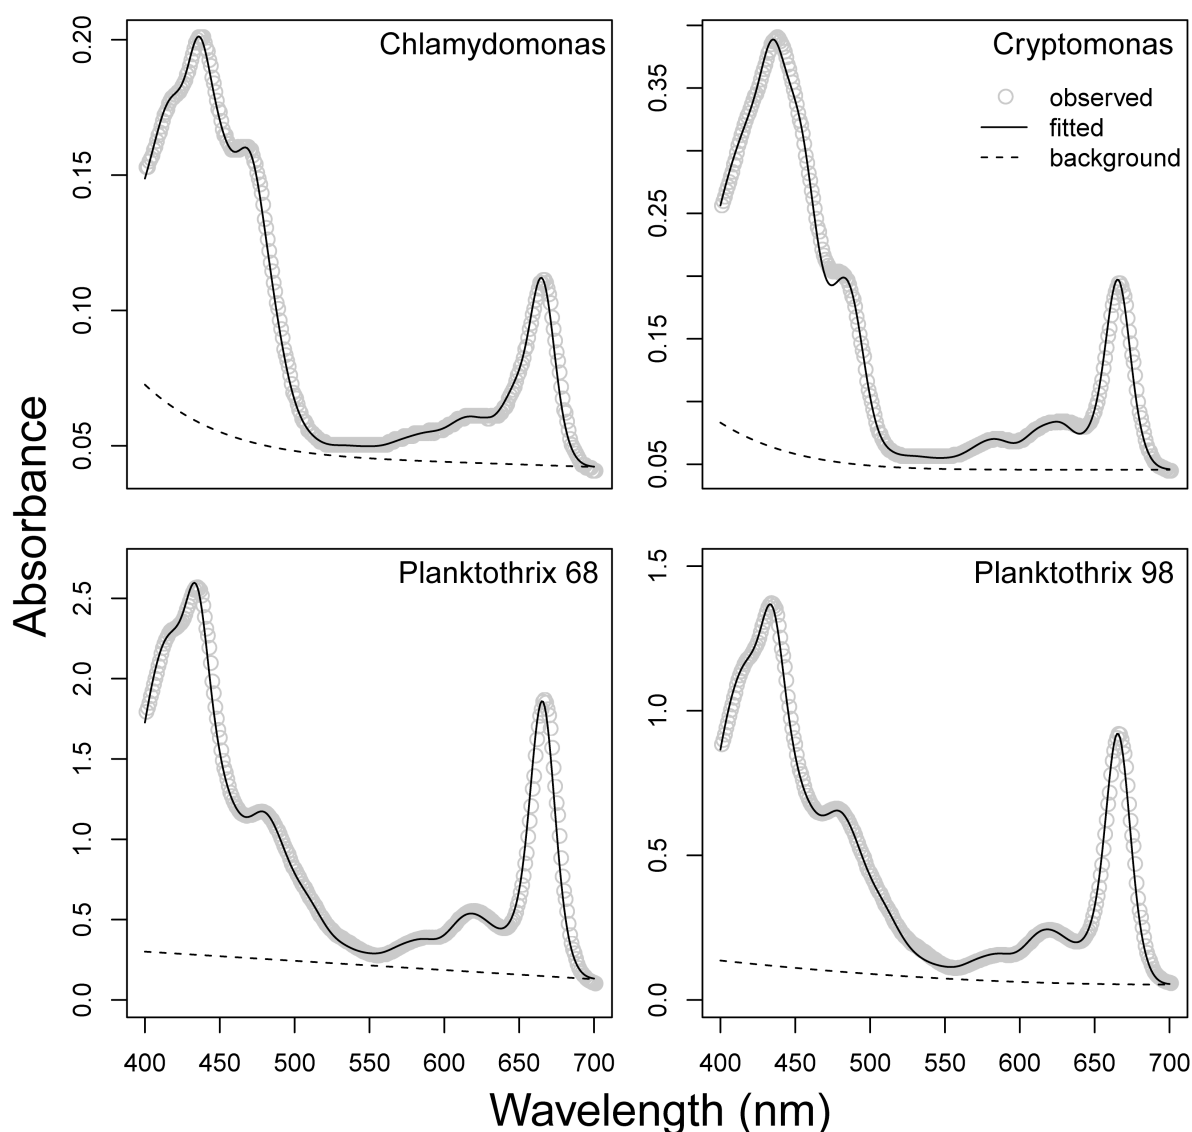 Chlamydomonas
0.20
0.15
0.10
0.05
Cryptomonas
observed
fitted
background
0.35
0.25
0.15
0.05
Absorbance
Planktothrix 68
2.5
2.0
1.5
1.0
0.5
0.0
400 450 500 550 600 650 700
Planktothrix 98
1.5
1.0
0.5
0.0
400 450 500 550 600 650 700
Wavelength (nm)